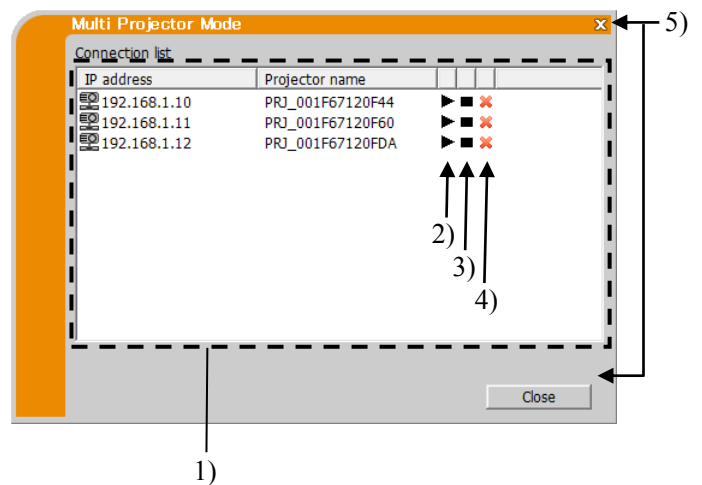 Multi Projector Mode x 5)
Connection list
IP address Projector name
192.168.1.10 PRJ_001F67120F44
192.168.1.11 PRJ_001F67120F60
192.168.1.12 PRJ_001F67120FDA
2)
3)
4)
Close
1)